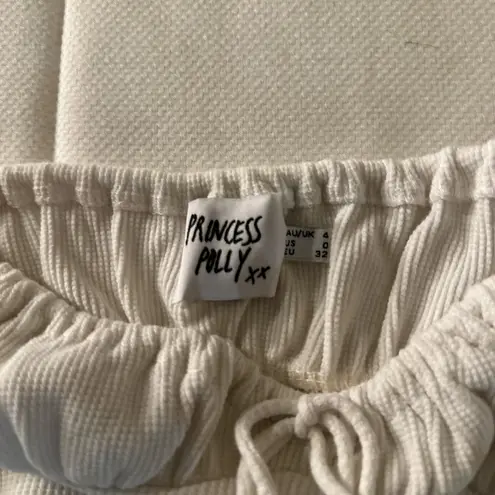 PRINCESS
POLLY xx
AU/UK 4
US 0
EU 32